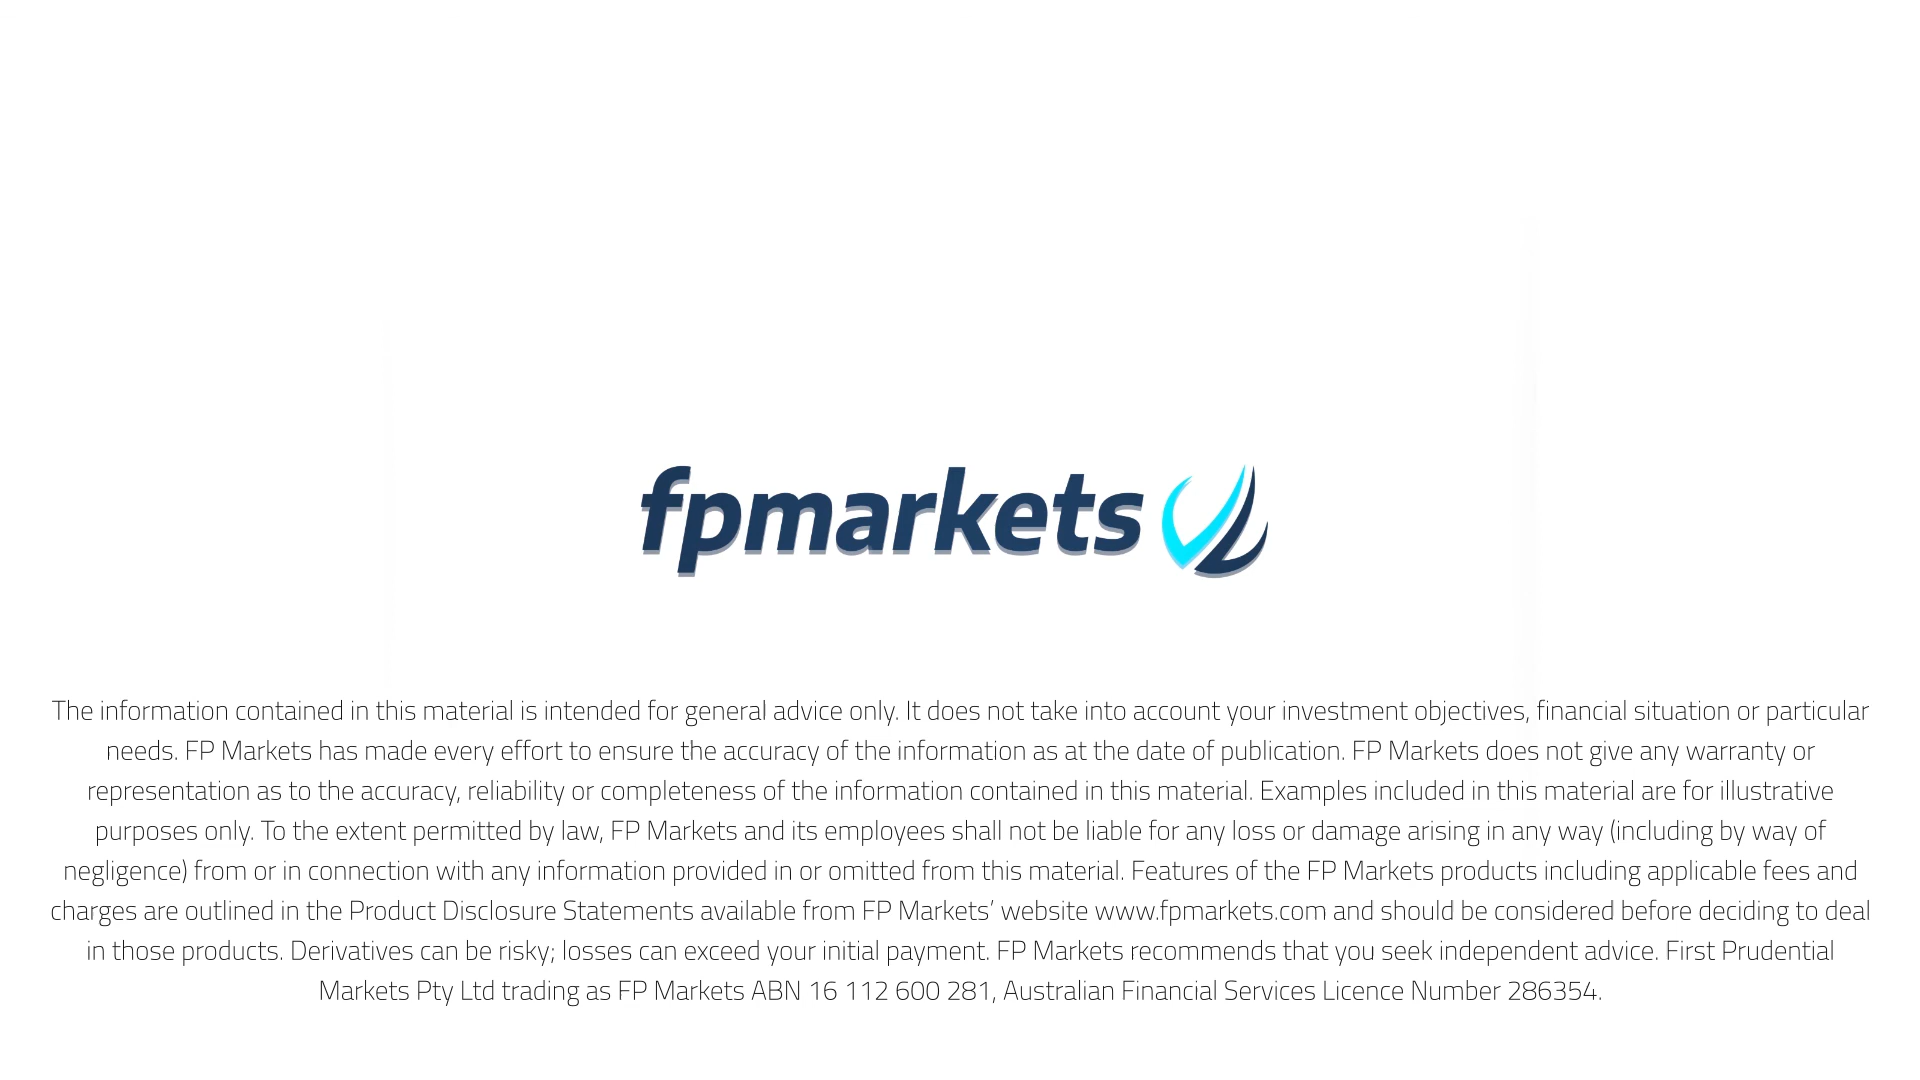 fpmarkets
The information contained in this material is intended for general advice only. It does not take into account your investment objectives, financial situation or particular
needs. FP Markets has made every effort to ensure the accuracy of the information as at the date of publication. FP Markets does not give any warranty or
representation as to the accuracy, reliability or completeness of the information contained in this material. Examples included in this material are for illustrative
purposes only. To the extent permitted by law, FP Markets and its employees shall not be liable for any loss or damage arising in any way (including by way of
negligence) from or in connection with any information provided in or omitted from this material. Features of the FP Markets products including applicable fees and
charges are outlined in the Product Disclosure Statements available from FP Markets’ website www.fpmarkets.com and should be considered before deciding to deal
in those products. Derivatives can be risky; losses can exceed your initial payment. FP Markets recommends that you seek independent advice. First Prudential
Markets Pty Ltd trading as FP Markets ABN 16 112 600 281, Australian Financial Services Licence Number 286354.